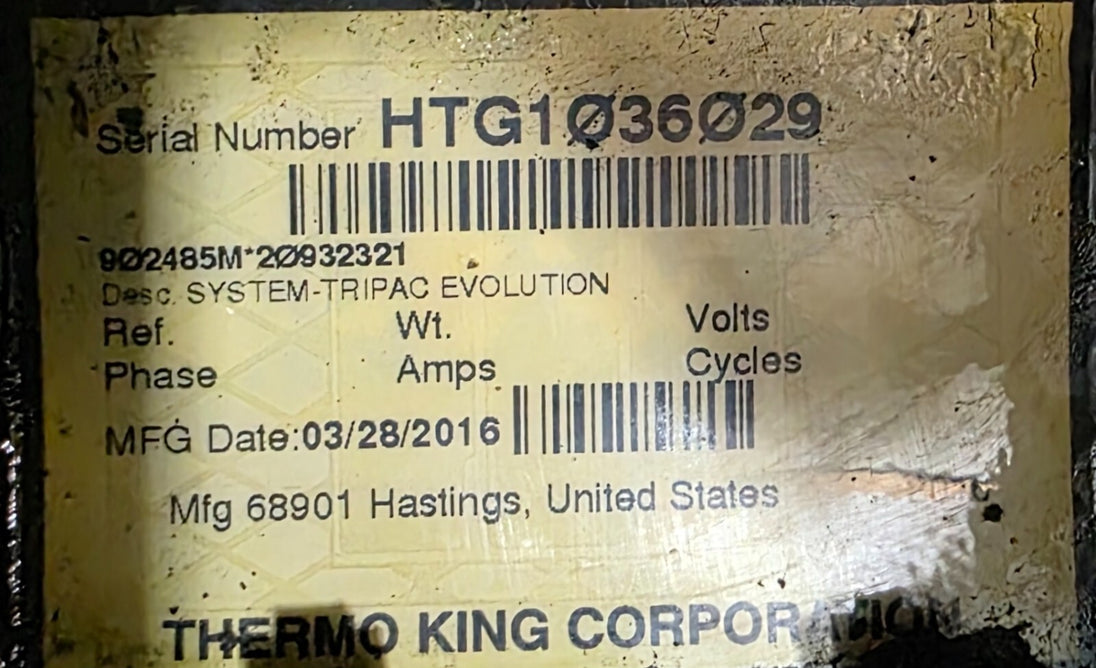 Serial Number HTG1Ø36Ø29
9Ø2485M*2Ø932321
Desc. SYSTEM-TRIPAC EVOLUTION
Ref. Wt. Volts
Phase Amps Cycles
MFG Date:03/28/2016
Mfg 68901 Hastings, United States
THERMO KING CORPORATION